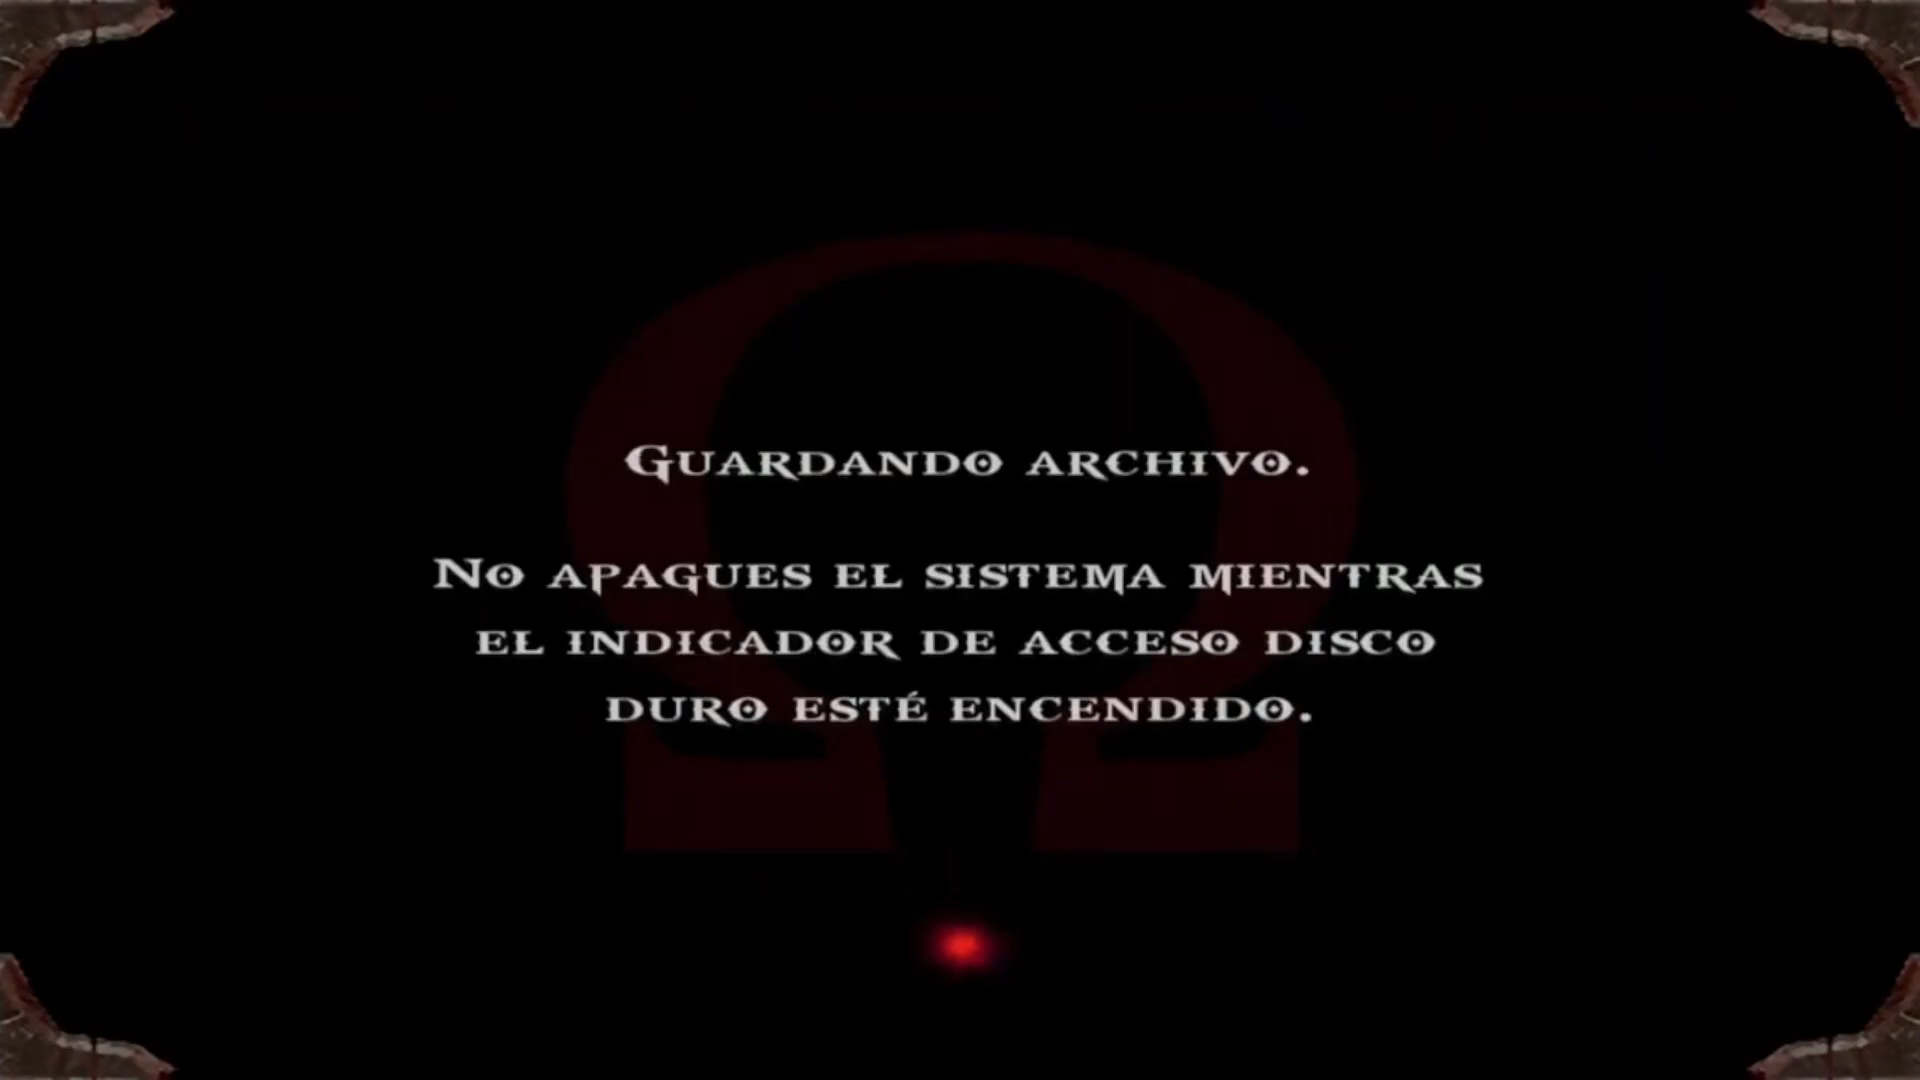 Guardando archivo.
No apagues el sistema mientras
el indicador de acceso disco
duro esté encendido.